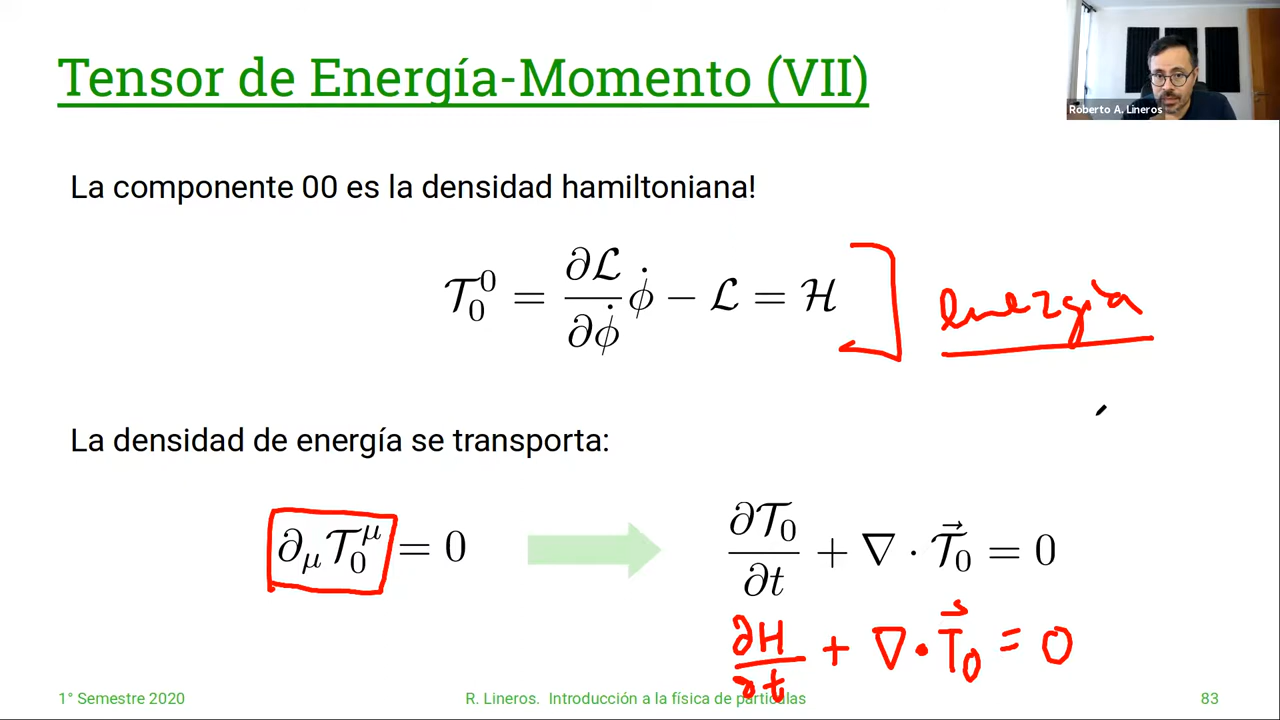 Tensor de Energía-Momento (VII)
Roberto A. Lineros
La componente 00 es la densidad hamiltoniana!
𝒯⁰₀ = ∂ℒ/∂ϕ̇ ϕ̇ − ℒ = ℋ
energía
La densidad de energía se transporta:
∂_μ 𝒯^μ_0 = 0
∂𝒯₀/∂t + ∇ · 𝒯⃗₀ = 0
∂H/∂t + ∇ · T⃗₀ = 0
1° Semestre 2020
R. Lineros. Introducción a la física de partículas
83